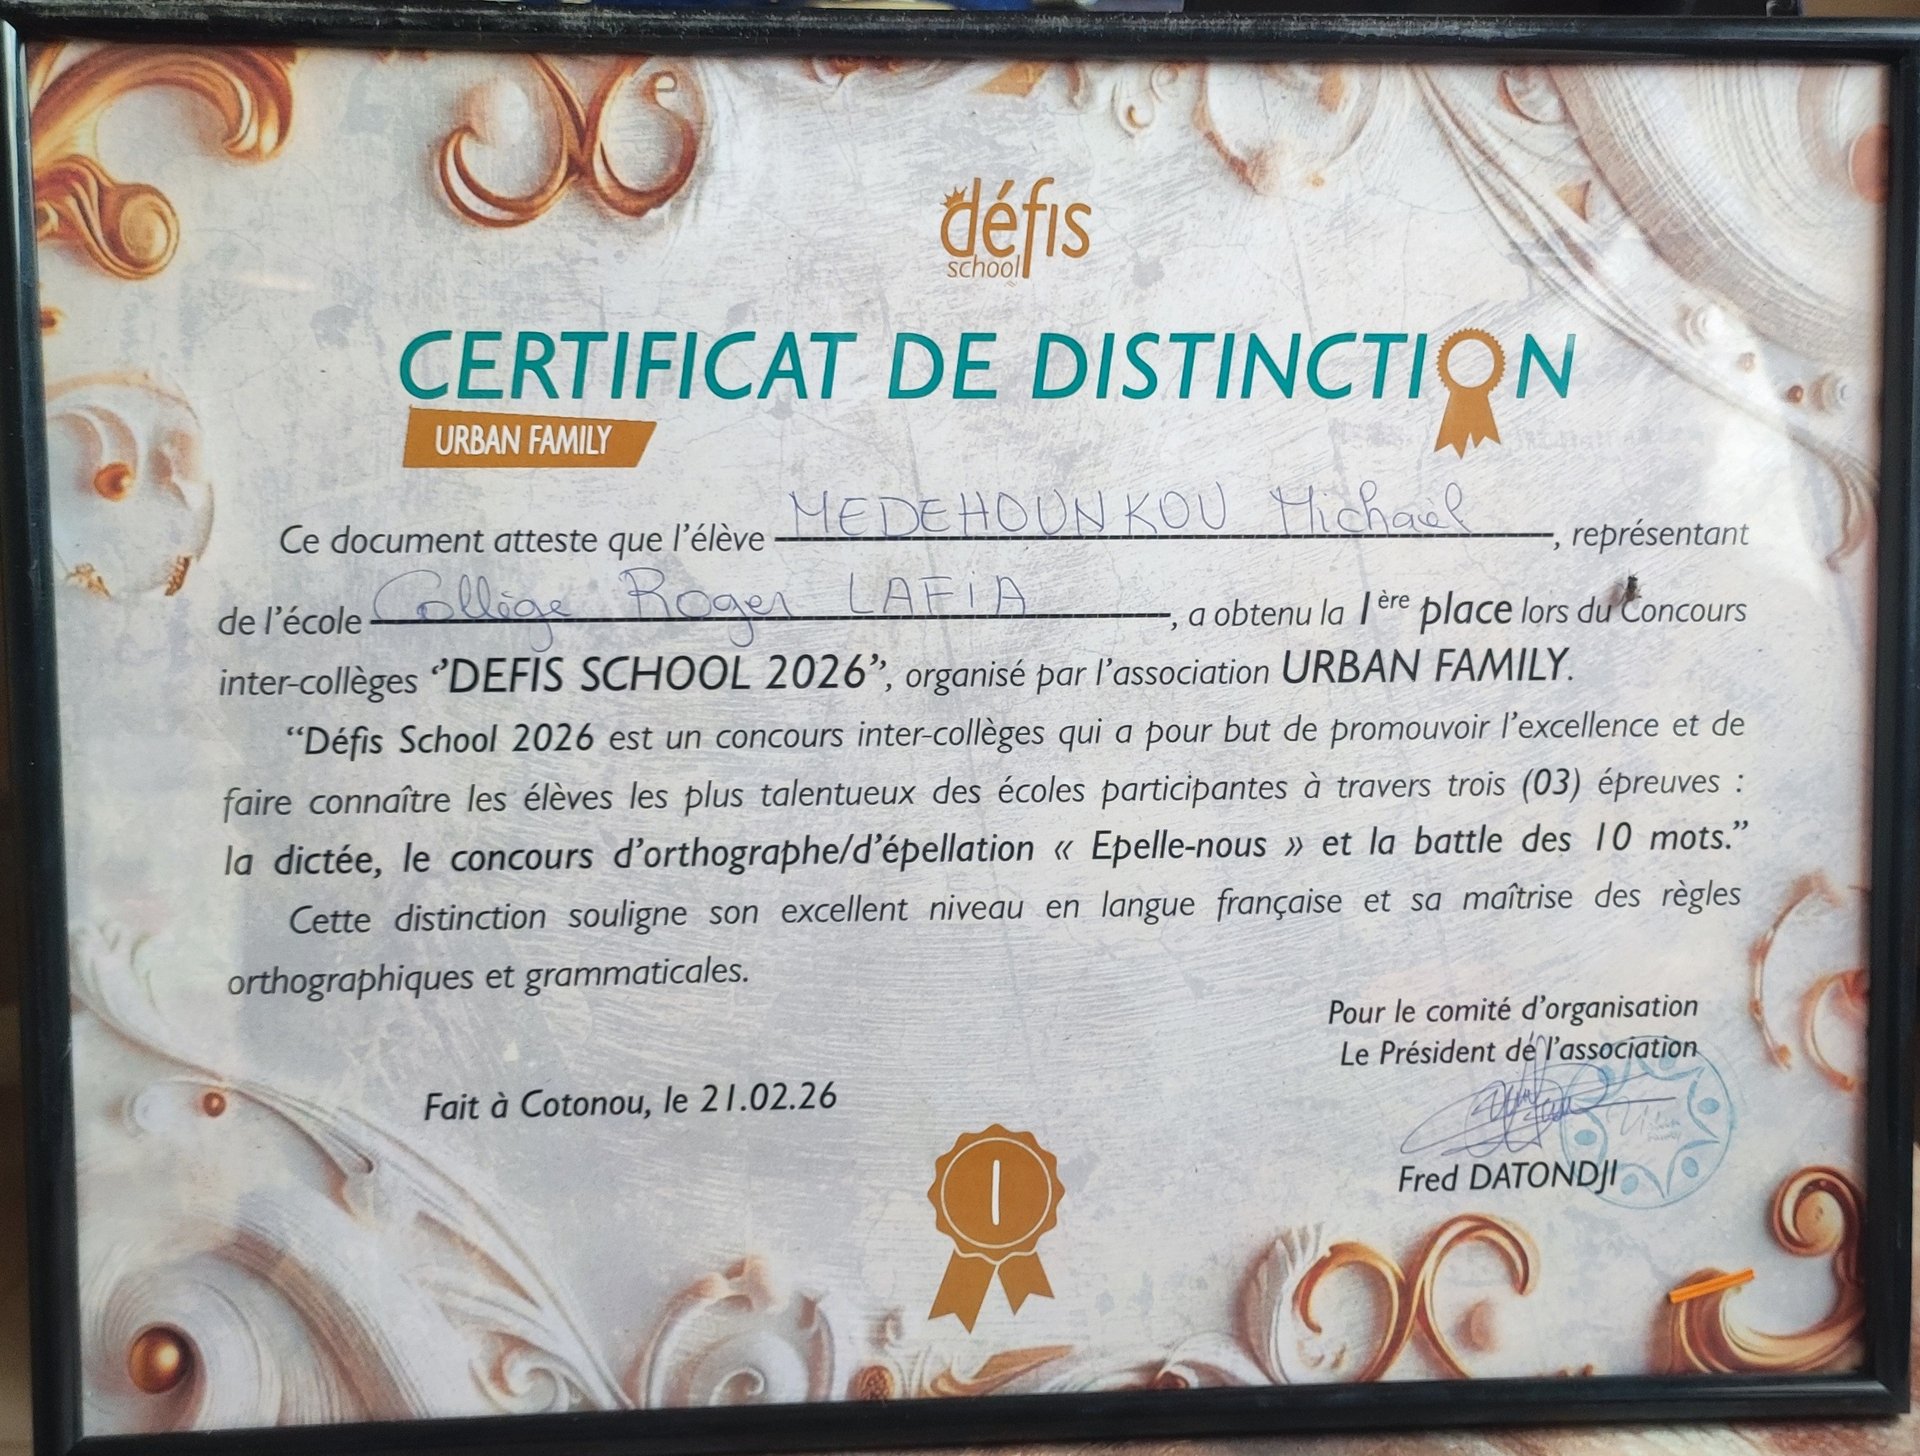 défis
school
CERTIFICAT DE DISTINCTION
URBAN FAMILY
Ce document atteste que l'élève MEDEHOUNKOU Michaël, représentant
de l'école Collège Roger LAFIA, a obtenu la 1ère place lors du Concours
inter-collèges ‘’DEFIS SCHOOL 2026’’, organisé par l'association URBAN FAMILY.
“Défis School 2026 est un concours inter-collèges qui a pour but de promouvoir l'excellence et de
faire connaître les élèves les plus talentueux des écoles participantes à travers trois (03) épreuves :
la dictée, le concours d'orthographe/d'épellation « Epelle-nous » et la battle des 10 mots.”
Cette distinction souligne son excellent niveau en langue française et sa maîtrise des règles
orthographiques et grammaticales.
Pour le comité d'organisation
Le Président de l'association
Fait à Cotonou, le 21.02.26
Fred DATONDJI
1